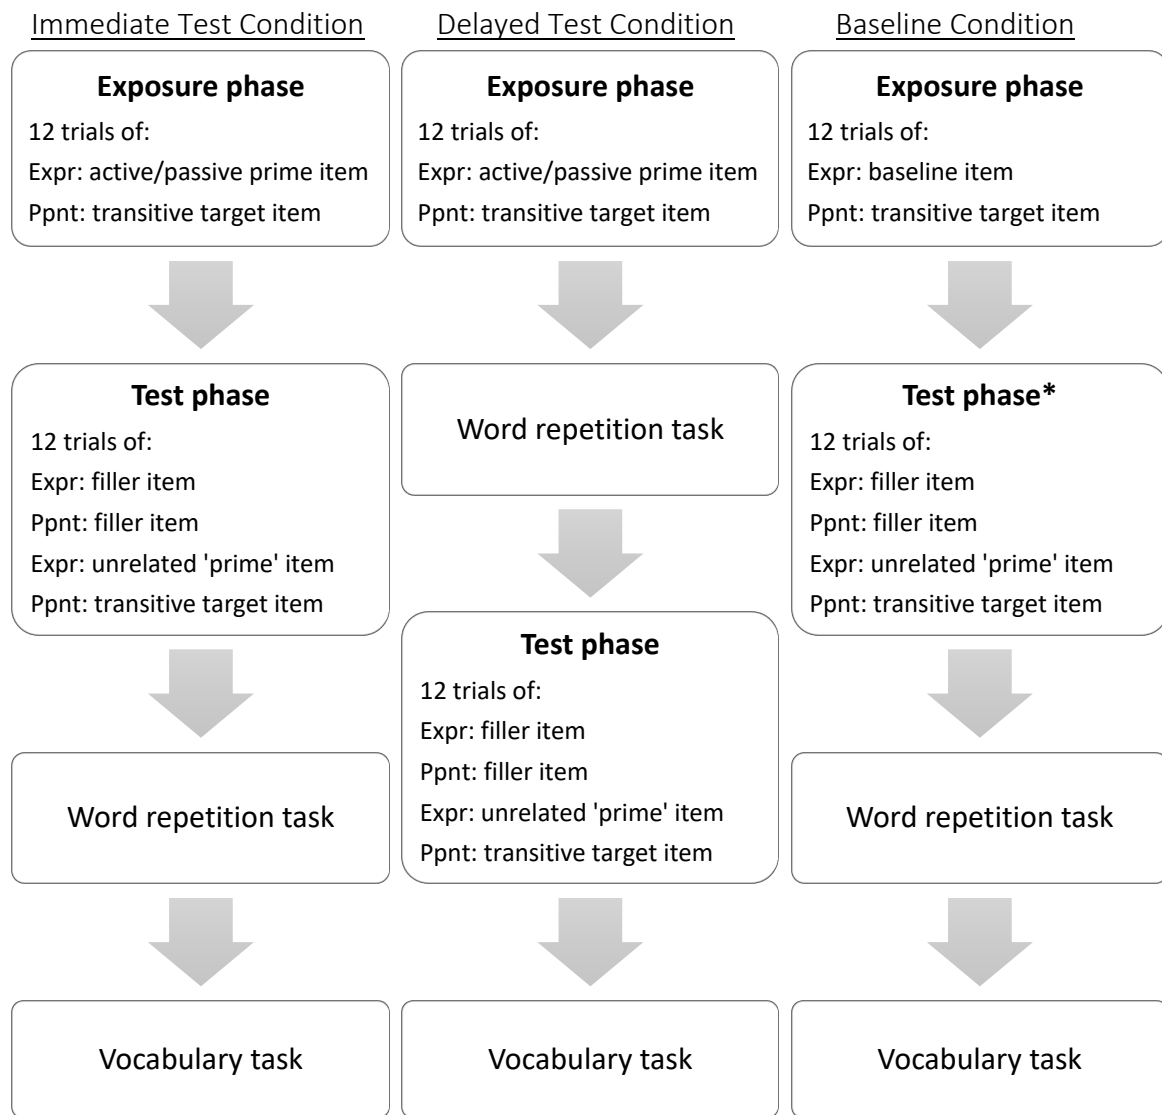 Immediate Test Condition
Exposure phase
12 trials of:
Expr: active/passive prime item
Ppnt: transitive target item
Test phase
12 trials of:
Expr: filler item
Ppnt: filler item
Expr: unrelated 'prime' item
Ppnt: transitive target item
Word repetition task
Vocabulary task
Delayed Test Condition
Exposure phase
12 trials of:
Expr: active/passive prime item
Ppnt: transitive target item
Word repetition task
Test phase
12 trials of:
Expr: filler item
Ppnt: filler item
Expr: unrelated 'prime' item
Ppnt: transitive target item
Vocabulary task
Baseline Condition
Exposure phase
12 trials of:
Expr: baseline item
Ppnt: transitive target item
Test phase*
12 trials of:
Expr: filler item
Ppnt: filler item
Expr: unrelated 'prime' item
Ppnt: transitive target item
Word repetition task
Vocabulary task